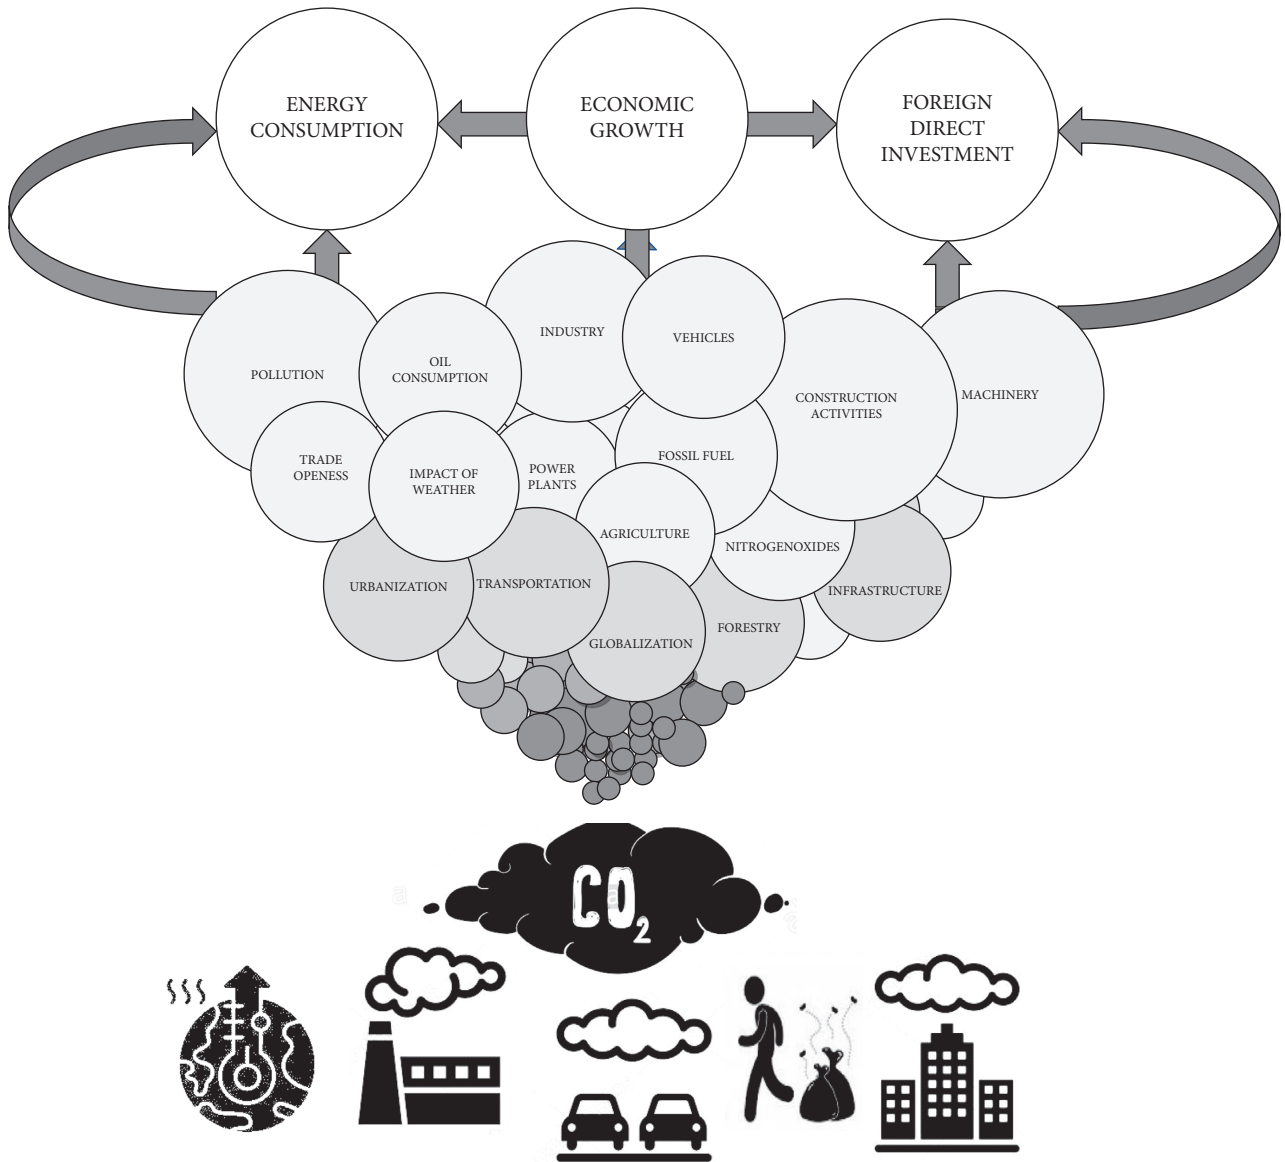 ENERGY
CONSUMPTION
ECONOMIC
GROWTH
FOREIGN
DIRECT
INVESTMENT
POLLUTION
OIL
CONSUMPTION
INDUSTRY
VEHICLES
CONSTRUCTION
ACTIVITIES
MACHINERY
TRADE
OPENESS
IMPACT OF
WEATHER
POWER
PLANTS
FOSSIL FUEL
AGRICULTURE
NITROGENOXIDES
URBANIZATION
TRANSPORTATION
INFRASTRUCTURE
GLOBALIZATION
FORESTRY
CO2